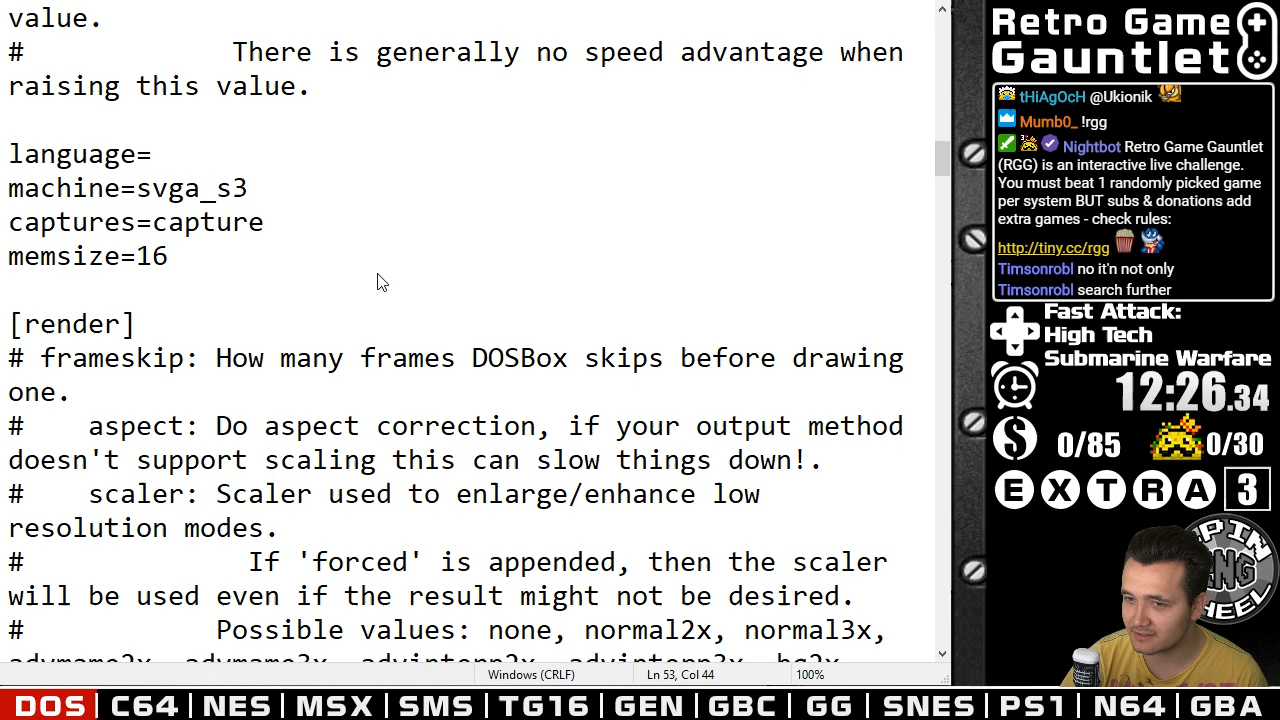 value.
#             There is generally no speed advantage when
raising this value.
language=
machine=svga_s3
captures=capture
memsize=16
[render]
# frameskip: How many frames DOSBox skips before drawing
one.
#    aspect: Do aspect correction, if your output method
doesn't support scaling this can slow things down!.
#    scaler: Scaler used to enlarge/enhance low
resolution modes.
#              If 'forced' is appended, then the scaler
will be used even if the result might not be desired.
#            Possible values: none, normal2x, normal3x,
advmame2x, advmame3x, advinterp2x, advinterp3x, hq2x,
Windows (CRLF)
Ln 53, Col 44
100%
Retro Game
Gauntlet
tHiAgOcH @Ukionik
Mumb0_ !rgg
Nightbot Retro Game Gauntlet
(RGG) is an interactive live challenge.
You must beat 1 randomly picked game
per system BUT subs & donations add
extra games - check rules:
http://tiny.cc/rgg
Timsonrobl no it'n not only
Timsonrobl search further
Fast Attack:
High Tech
Submarine Warfare
12:26.34
$ 0/85 0/30
E X T R A 3
SPIN
WHEEL
DOS | C64 | NES | MSX | SMS | TG16 | GEN | GBC | GG | SNES | PS1 | N64 | GBA